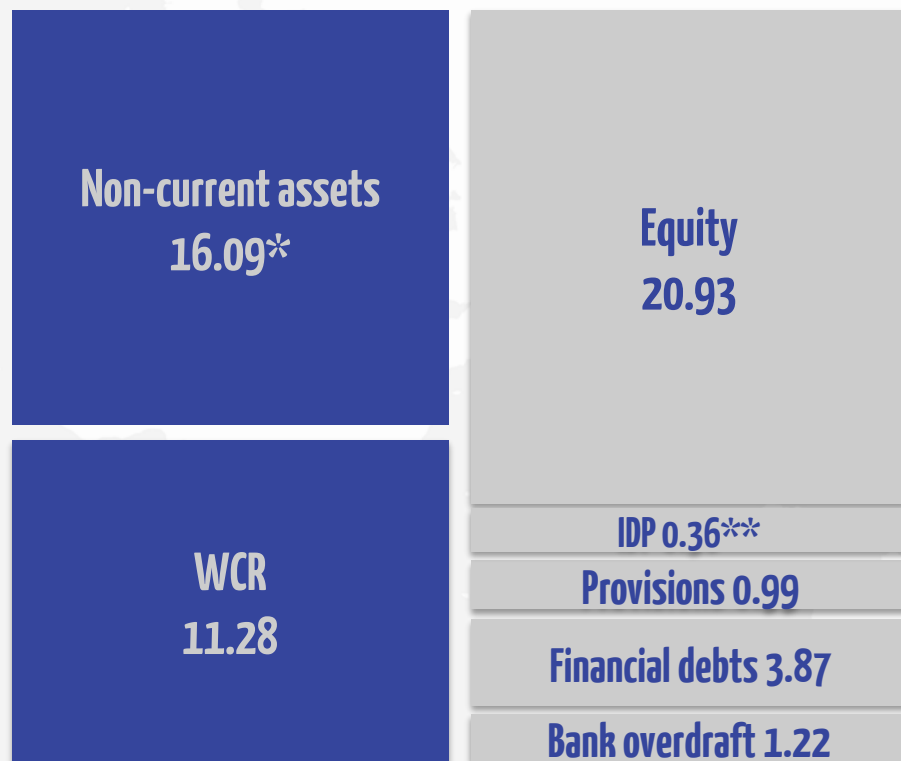 Non-current assets
16.09*
WCR
11.28
Equity
20.93
IDP 0.36**
Provisions 0.99
Financial debts 3.87
Bank overdraft 1.22